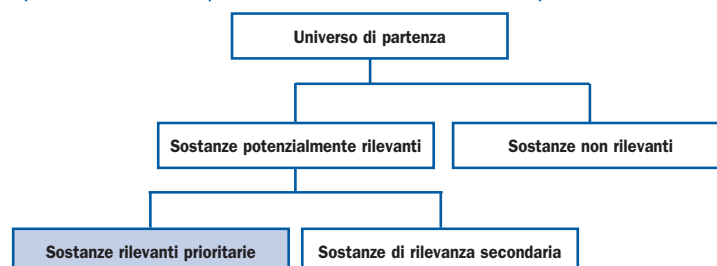 Universo di partenza
Sostanze potenzialmente rilevanti
Sostanze non rilevanti
Sostanze rilevanti prioritarie
Sostanze di rilevanza secondaria